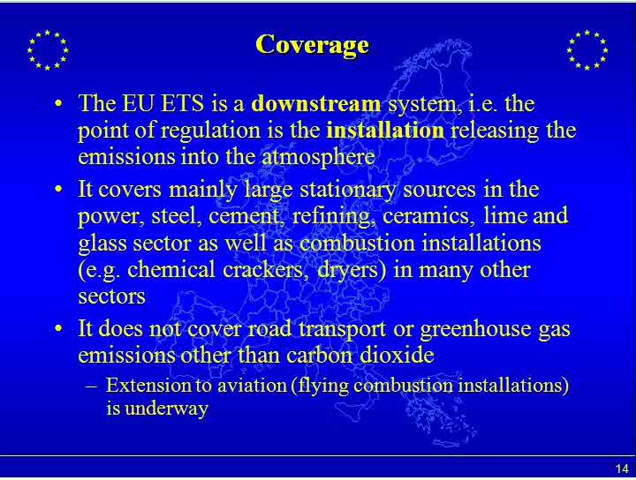 Coverage
• The EU ETS is a downstream system, i.e. the
point of regulation is the installation releasing the
emissions into the atmosphere
• It covers mainly large stationary sources in the
power, steel, cement, refining, ceramics, lime and
glass sector as well as combustion installations
(e.g. chemical crackers, dryers) in many other
sectors
• It does not cover road transport or greenhouse gas
emissions other than carbon dioxide
– Extension to aviation (flying combustion installations)
is underway
14